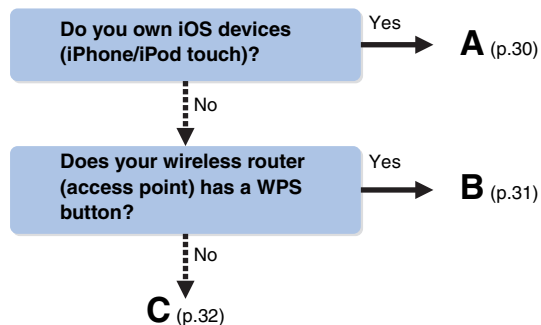 Do you own iOS devices
(iPhone/iPod touch)?
Yes
A (p.30)
No
Does your wireless router
(access point) has a WPS
button?
Yes
B (p.31)
No
C (p.32)